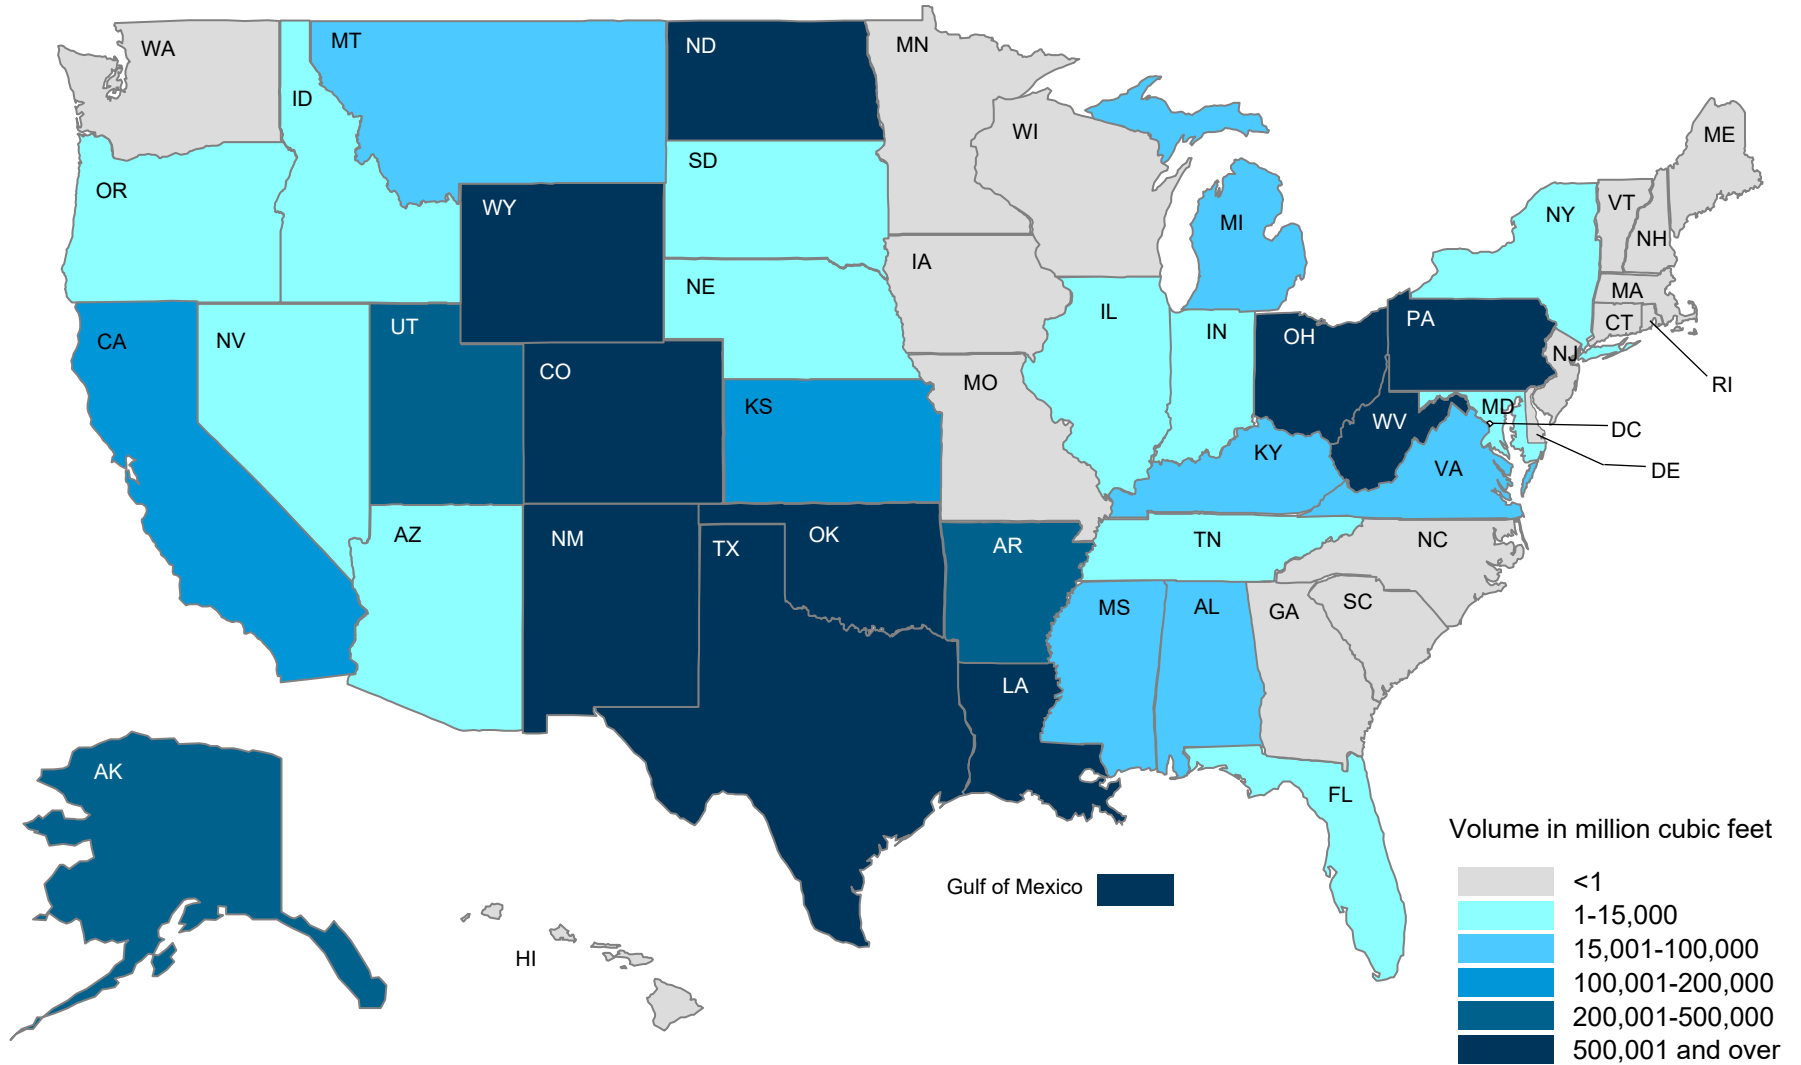 WA
MT
ND
MN
ID
WI
ME
SD
OR
VT
WY
NY
MI
NH
IA
NE
MA
IL
PA
CT
UT
IN
OH
CA
NV
NJ
CO
MO
RI
KS
MD
WV
DC
KY
VA
DE
AZ
OK
NM
TX
AR
TN
NC
MS
AL
GA
SC
LA
AK
FL
Volume in million cubic feet
<1
Gulf of Mexico
1-15,000
15,001-100,000
HI
100,001-200,000
200,001-500,000
500,001 and over